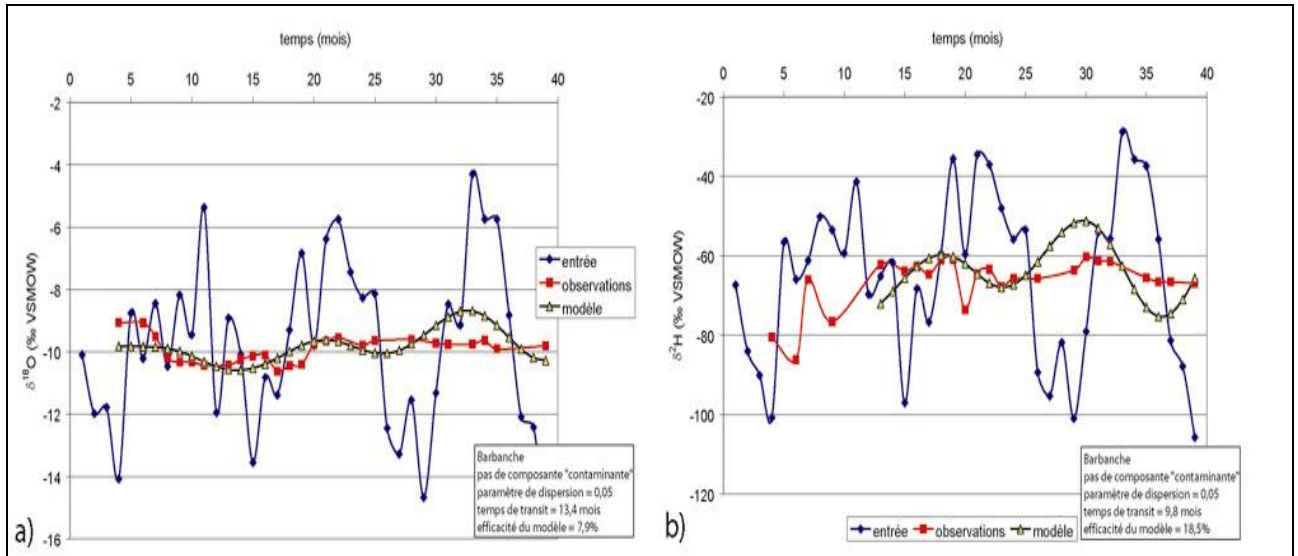 temps (mois)
0 5 10 15 20 25 30 35 40
-2
-4
-6
-8
-10
-12
-14
-16
δ18O (‰ VSMOW)
entrée
observations
modèle
Barbanche
pas de composante "contaminante"
paramètre de dispersion = 0,05
temps de transit = 13,4 mois
efficacité du modèle = 7,9%
a)
temps (mois)
0 5 10 15 20 25 30 35 40
-20
-40
-60
-80
-100
-120
δ2H (‰ VSMOW)
Barbanche
pas de composante "contaminante"
paramètre de dispersion = 0,05
temps de transit = 9,8 mois
efficacité du modèle = 18,5%
b)
entrée observations modèle